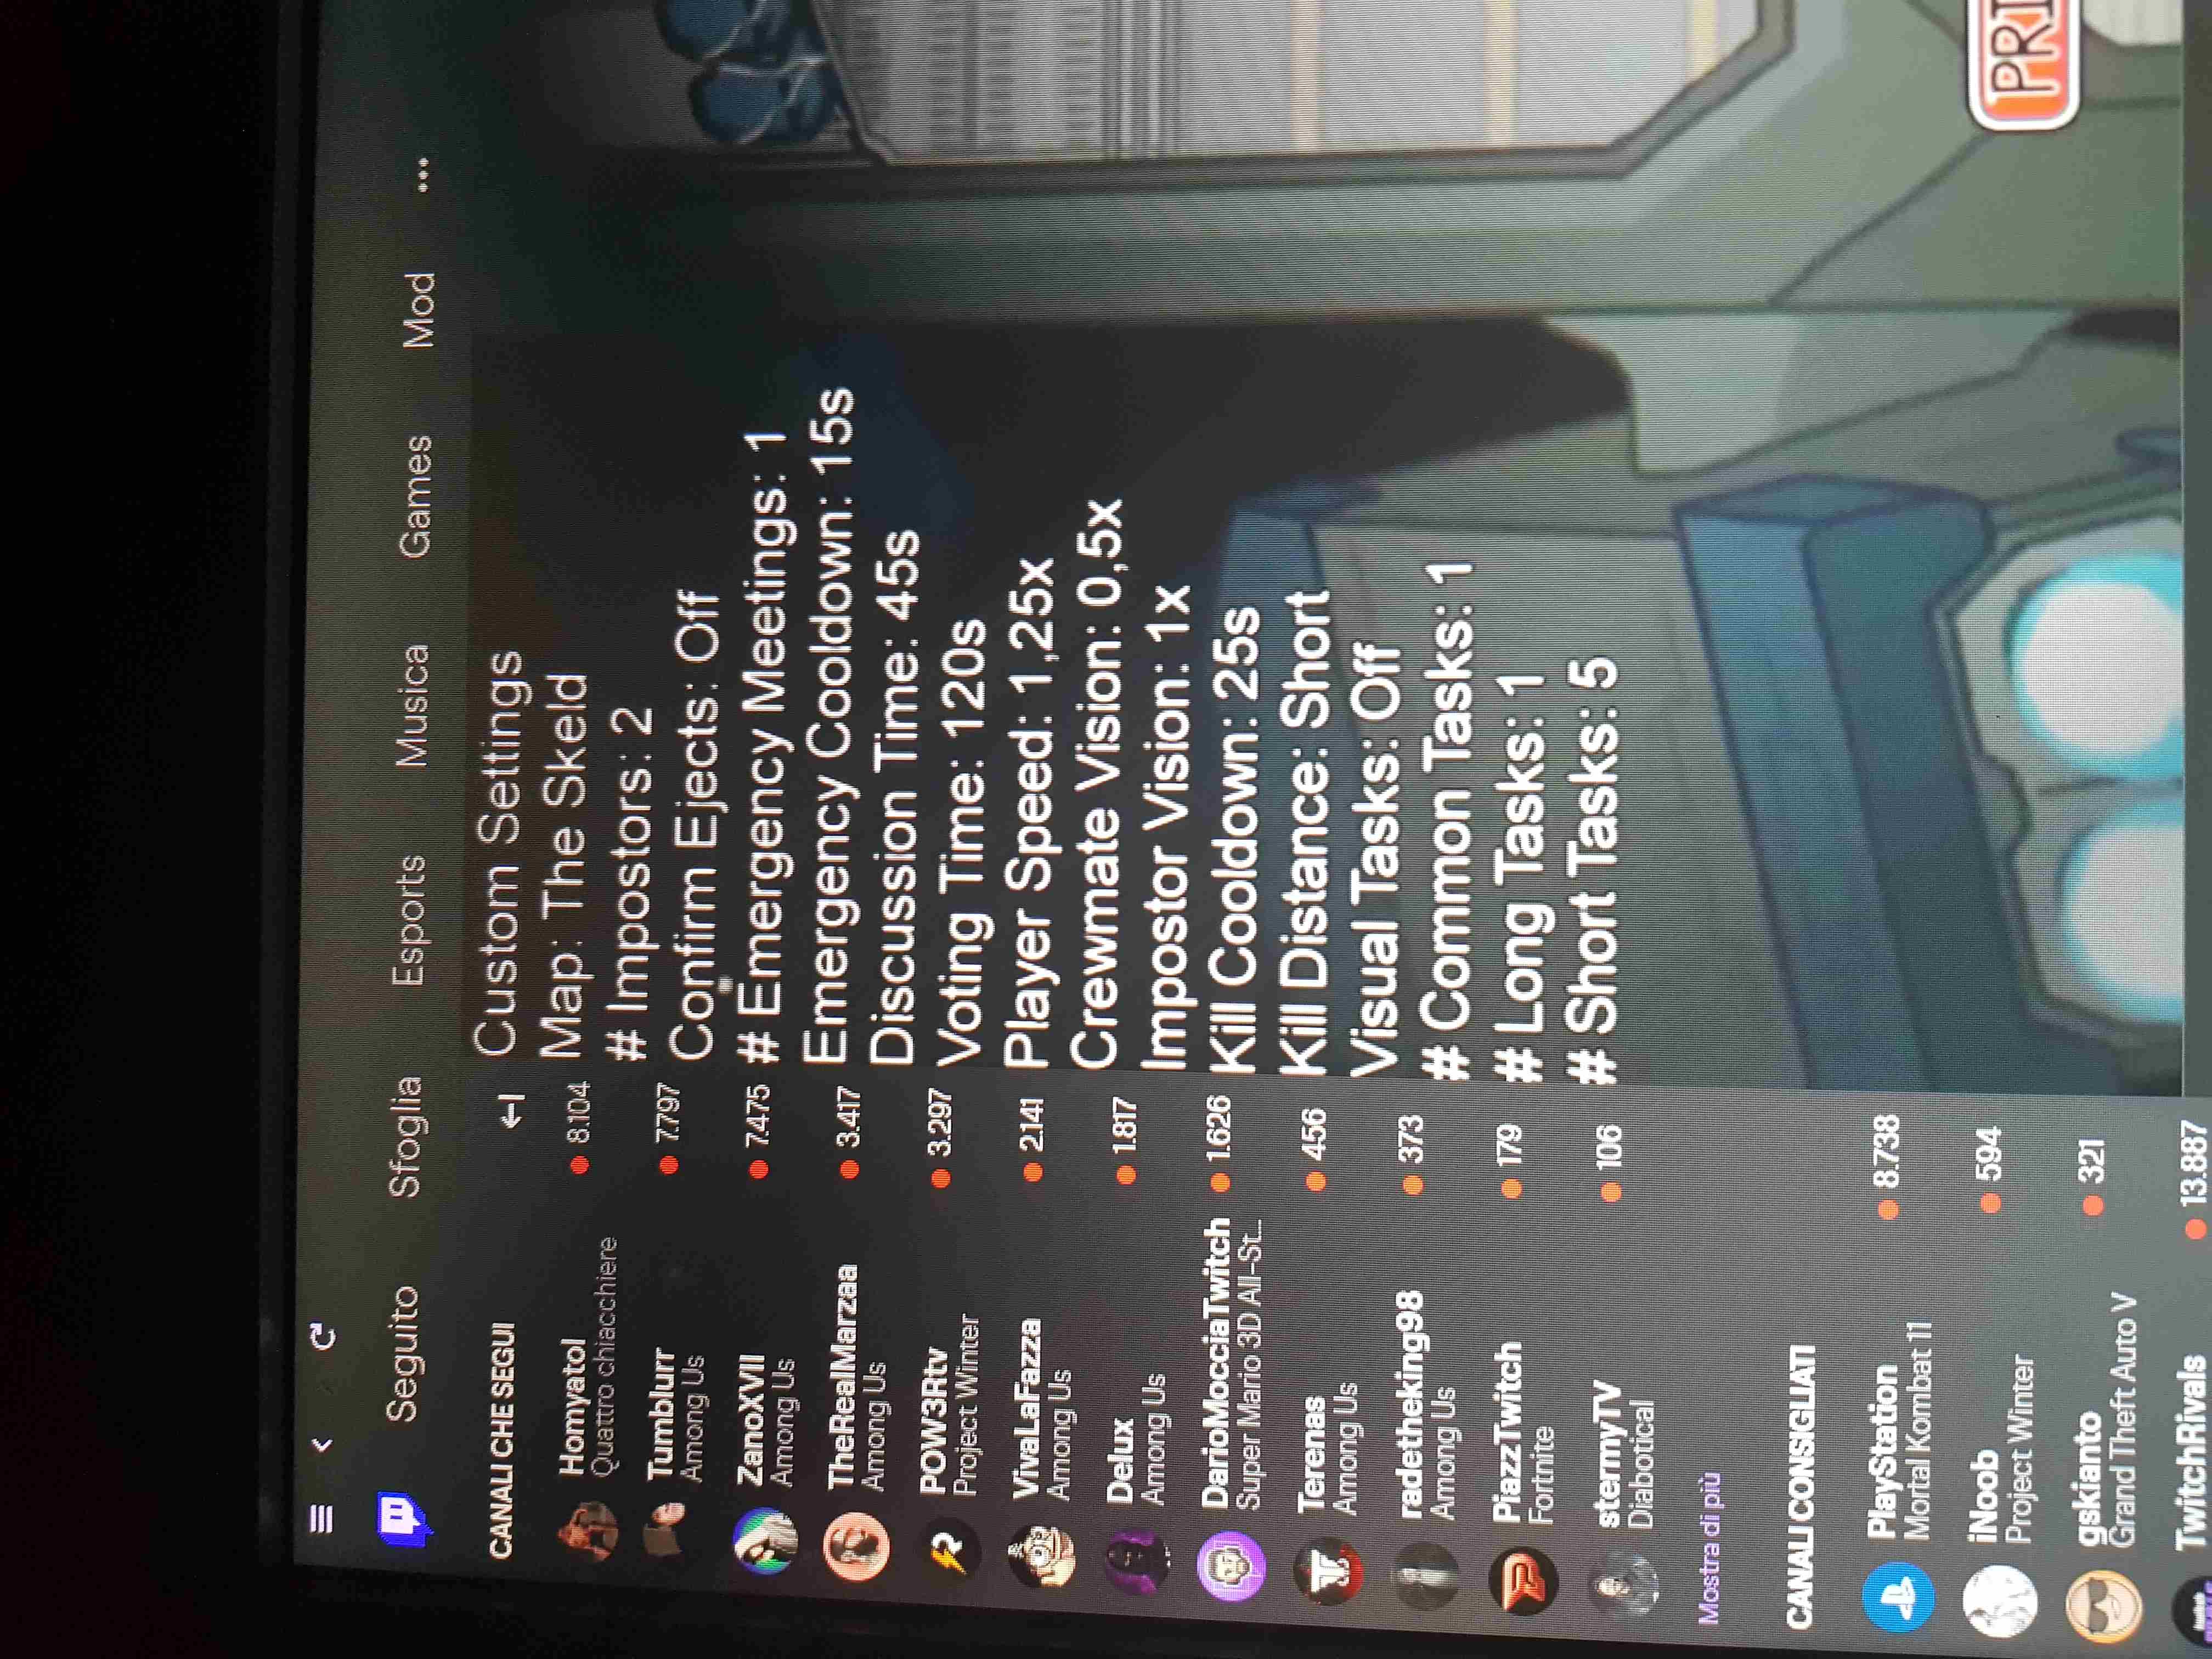 Seguito Sfoglia Esports Musica Games Mod ...
CANALI CHE SEGUI
Homyatol 8.104
Quattro chiacchiere
Tumblurr 7.797
Among Us
ZanoXVII 7.475
Among Us
TheRealMarzaa 3.417
Among Us
POW3Rtv 3.297
Project Winter
VivaLaFazza 2.141
Among Us
Delux 1.817
Among Us
DarioMocciaTwitch 1.626
Super Mario 3D All-St...
Terenas 456
Among Us
radetheking98 373
Among Us
PiazzTwitch 179
Fortnite
stermyTV 106
Diabotical
Mostra di più
CANALI CONSIGLIATI
PlayStation 8.738
Mortal Kombat 11
iNoob 594
Project Winter
gskianto 321
Grand Theft Auto V
TwitchRivals 13.887
Custom Settings
Map: The Skeld
# Impostors: 2
Confirm Ejects: Off
# Emergency Meetings: 1
Emergency Cooldown: 15s
Discussion Time: 45s
Voting Time: 120s
Player Speed: 1,25x
Crewmate Vision: 0,5x
Impostor Vision: 1x
Kill Cooldown: 25s
Kill Distance: Short
Visual Tasks: Off
# Common Tasks: 1
# Long Tasks: 1
# Short Tasks: 5